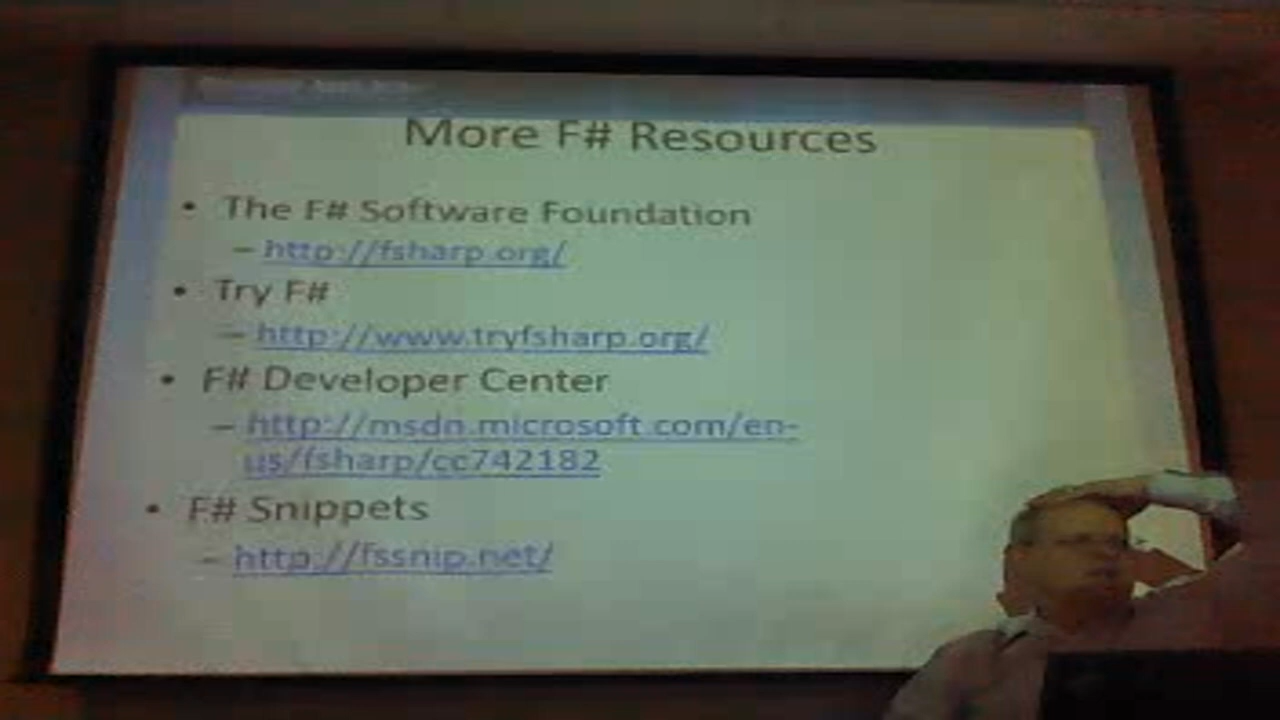 More F# Resources
• The F# Software Foundation
– http://fsharp.org/
• Try F#
– http://www.tryfsharp.org/
• F# Developer Center
– http://msdn.microsoft.com/en-
us/fsharp/cc742182
• F# Snippets
– http://fssnip.net/